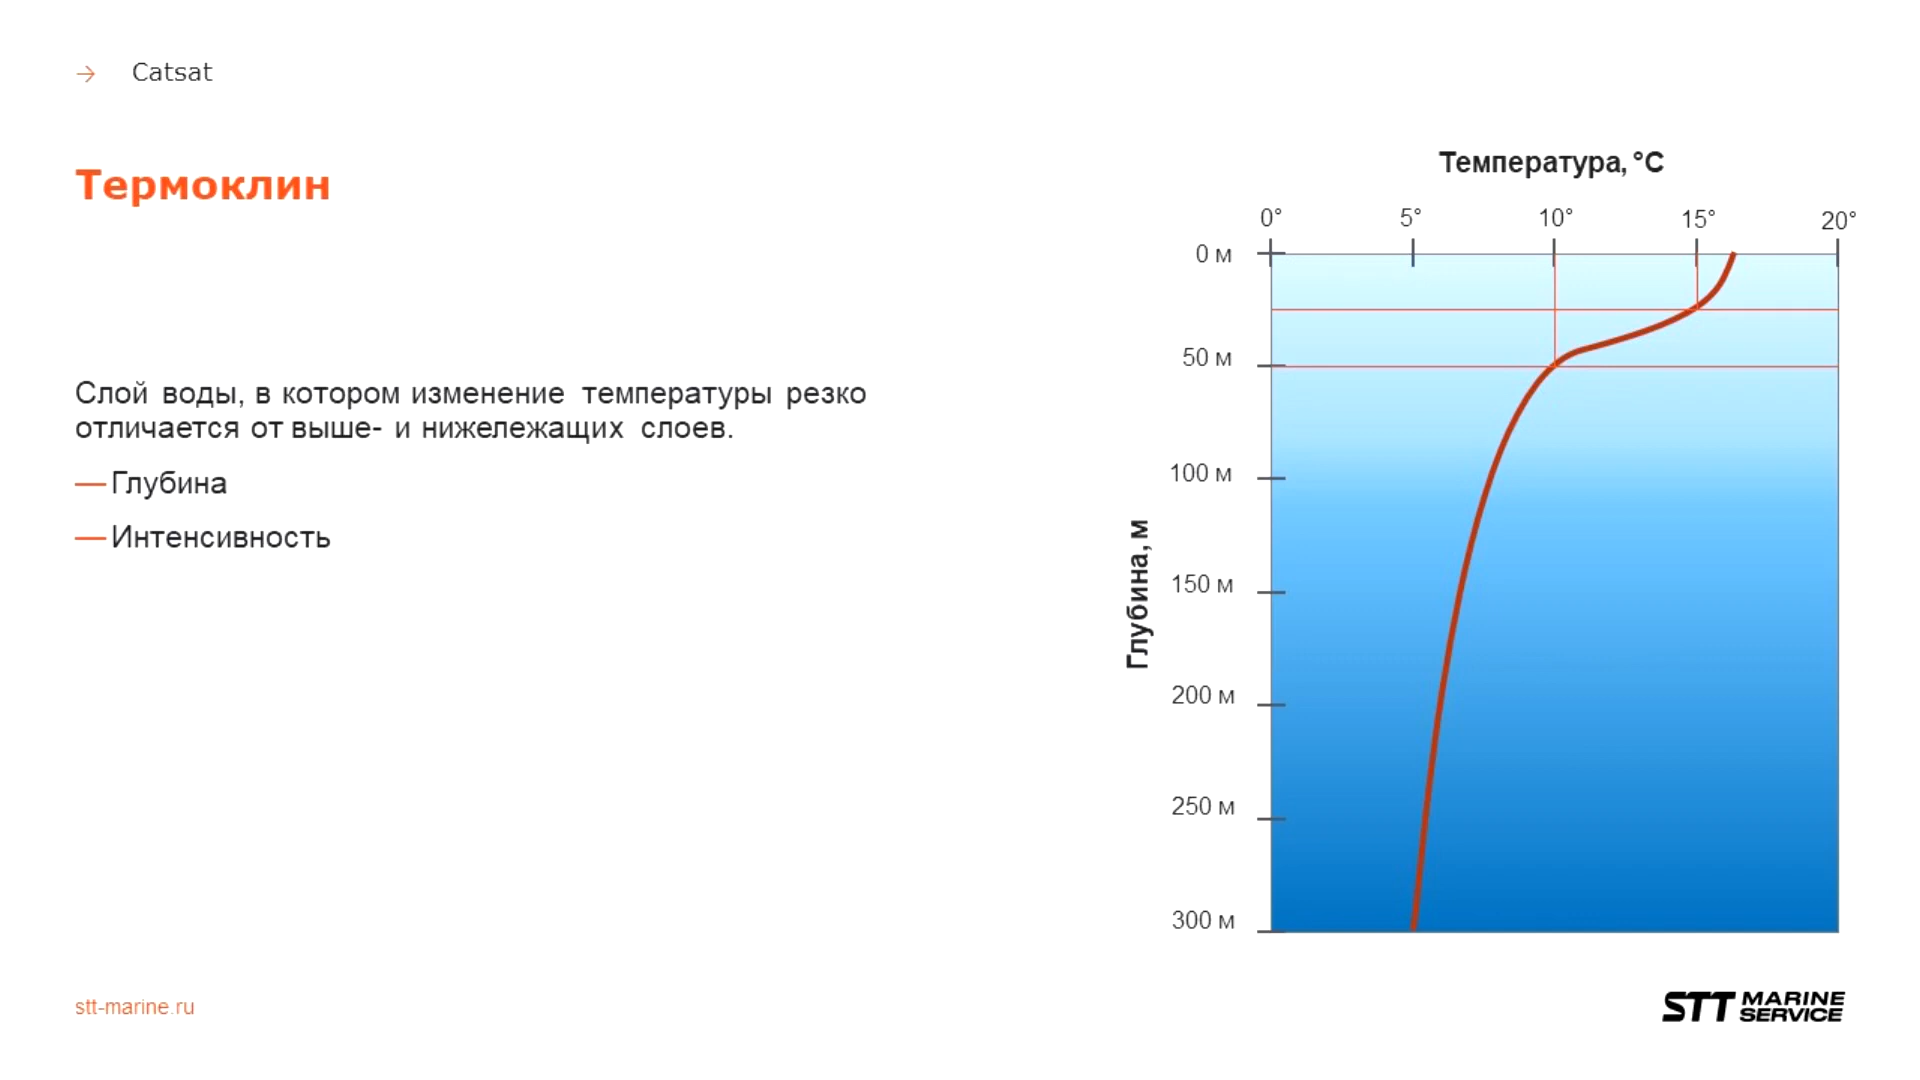 Catsat
Термоклин
Слой воды, в котором изменение температуры резко
отличается от выше- и нижележащих слоев.
Глубина
Интенсивность
Температура, °C
0° 5° 10° 15° 20°
0 м
50 м
100 м
150 м
200 м
250 м
300 м
Глубина, м
stt-marine.ru
STT MARINE
SERVICE